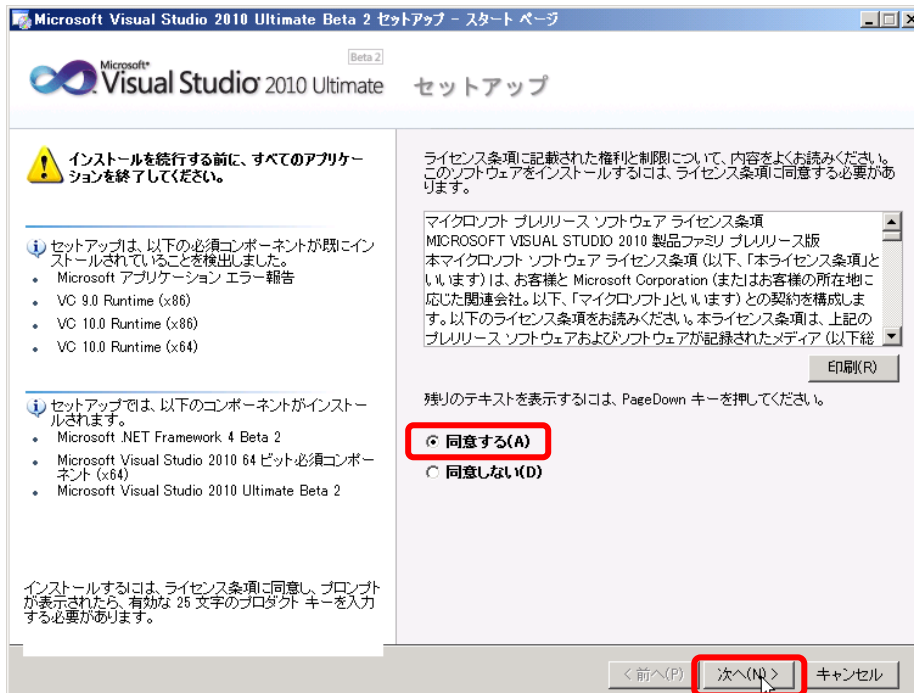 Microsoft Visual Studio 2010 Ultimate Beta 2 セットアップ - スタート ページ
Beta 2
Microsoft
Visual Studio 2010 Ultimate
セットアップ
インストールを続行する前に、すべてのアプリケー
ションを終了してください。
セットアップは、以下の必須コンポーネントが既にイン
ストールされていることを検出しました。
• Microsoft アプリケーション エラー報告
• VC 9.0 Runtime (x86)
• VC 10.0 Runtime (x86)
• VC 10.0 Runtime (x64)
セットアップでは、以下のコンポーネントがインストー
ルされます。
• Microsoft .NET Framework 4 Beta 2
• Microsoft Visual Studio 2010 64 ビット必須コンポー
ネント (x64)
• Microsoft Visual Studio 2010 Ultimate Beta 2
インストールするには、ライセンス条項に同意し、プロンプト
が表示されたら、有効な 25 文字のプロダクト キーを入力
する必要があります。
ライセンス条項に記載された権利と制限について、内容をよくお読みください。
このソフトウェアをインストールするには、ライセンス条項に同意する必要があ
ります。
マイクロソフト プレリリース ソフトウェア ライセンス条項
MICROSOFT VISUAL STUDIO 2010 製品ファミリ プレリリース版
本マイクロソフト ソフトウェア ライセンス条項 (以下、「本ライセンス条項」と
いいます) は、お客様と Microsoft Corporation (またはお客様の所在地に
応じた関連会社。以下、「マイクロソフト」といいます) との契約を構成しま
す。以下のライセンス条項をお読みください。本ライセンス条項は、上記の
プレリリース ソフトウェアおよびソフトウェアが記録されたメディア (以下総
印刷(R)
残りのテキストを表示するには、PageDown キーを押してください。
同意する(A)
同意しない(D)
< 前へ(P)
次へ(N) >
キャンセル